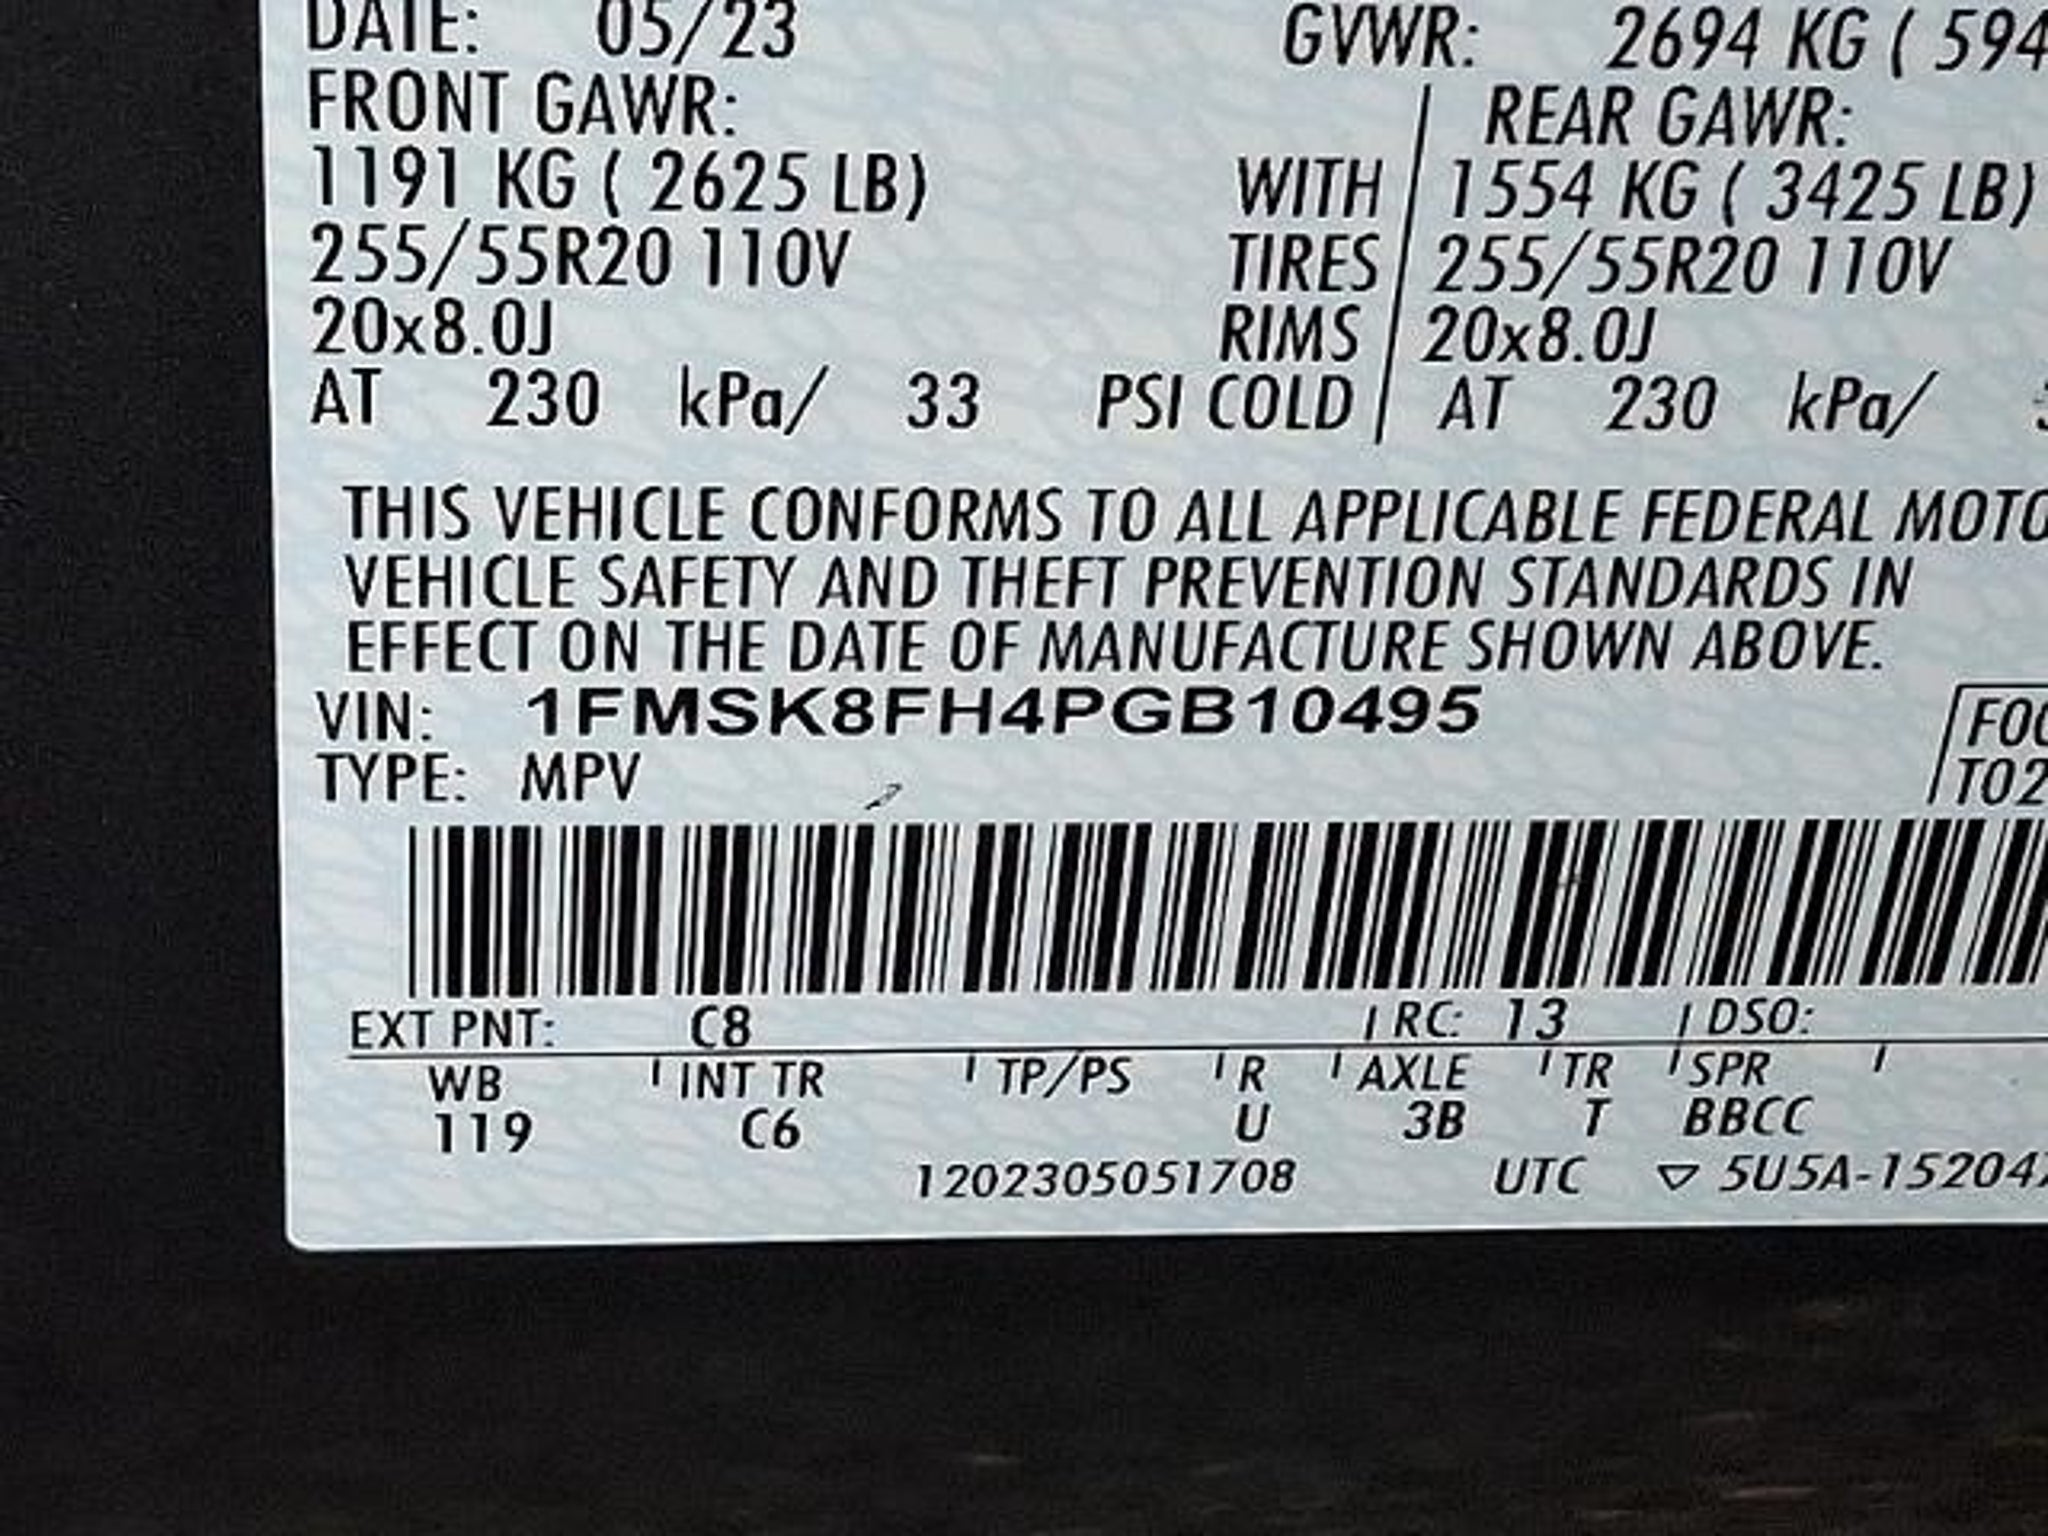 DATE: 05/23 GVWR: 2694 KG ( 594
FRONT GAWR: REAR GAWR:
1191 KG ( 2625 LB) WITH 1554 KG ( 3425 LB)
255/55R20 110V TIRES 255/55R20 110V
20x8.0J RIMS 20x8.0J
AT 230 kPa/ 33 PSI COLD AT 230 kPa/
THIS VEHICLE CONFORMS TO ALL APPLICABLE FEDERAL MOTO
VEHICLE SAFETY AND THEFT PREVENTION STANDARDS IN
EFFECT ON THE DATE OF MANUFACTURE SHOWN ABOVE.
VIN: 1FMSK8FH4PGB10495 F00
TYPE: MPV T02
EXT PNT: C8 RC: 13 DSO:
WB INT TR TP/PS R AXLE TR SPR
119 C6 U 3B T BBCC
1202305051708 UTC ▽ 5U5A-152047